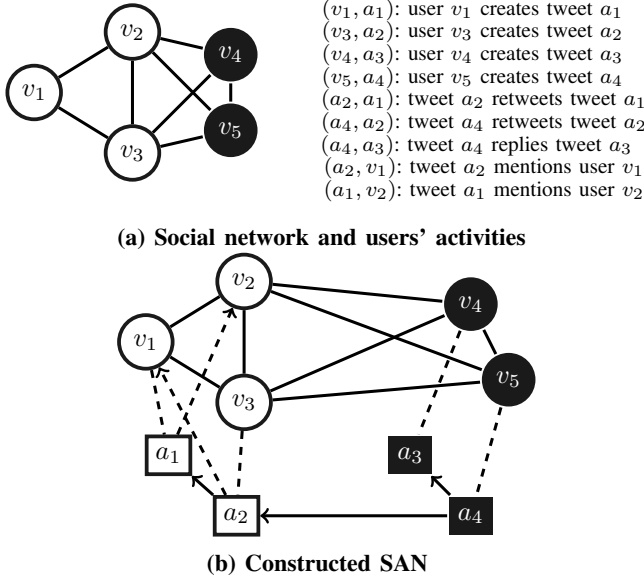 v₂
v₄
v₁
v₅
v₃
(v₁, a₁): user v₁ creates tweet a₁
(v₃, a₂): user v₃ creates tweet a₂
(v₄, a₃): user v₄ creates tweet a₃
(v₅, a₄): user v₅ creates tweet a₄
(a₂, a₁): tweet a₂ retweets tweet a₁
(a₄, a₂): tweet a₄ retweets tweet a₂
(a₄, a₃): tweet a₄ replies tweet a₃
(a₂, v₁): tweet a₂ mentions user v₁
(a₁, v₂): tweet a₁ mentions user v₂
(a) Social network and users' activities
v₂
v₄
v₁
v₅
v₃
a₁
a₃
a₂
a₄
(b) Constructed SAN